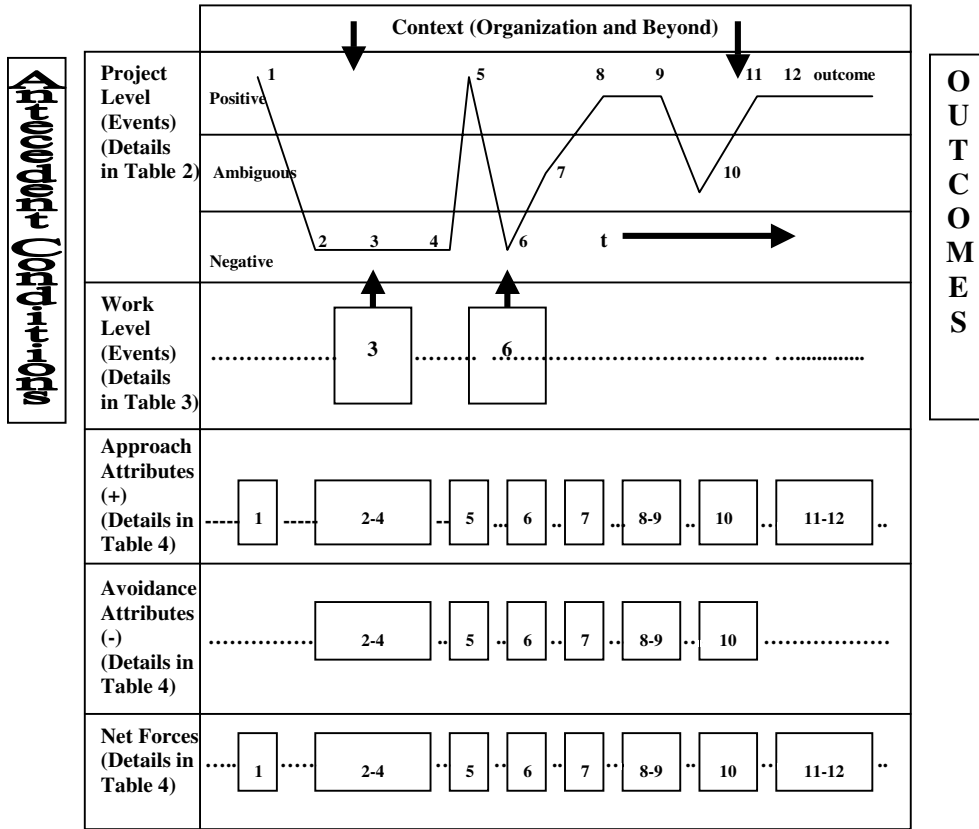 Antecedent Conditions
Context (Organization and Beyond)
Project
Level
(Events)
(Details
in Table 2)
Positive
Ambiguous
Negative
1
2
3
4
5
6
7
8
9
10
11
12 outcome
t
Work
Level
(Events)
(Details
in Table 3)
3
6
Approach
Attributes
(+)
(Details in
Table 4)
1
2-4
5
6
7
8-9
10
11-12
Avoidance
Attributes
(-)
(Details in
Table 4)
2-4
5
6
7
8-9
10
Net Forces
(Details in
Table 4)
1
2-4
5
6
7
8-9
10
11-12
OUTCOMES